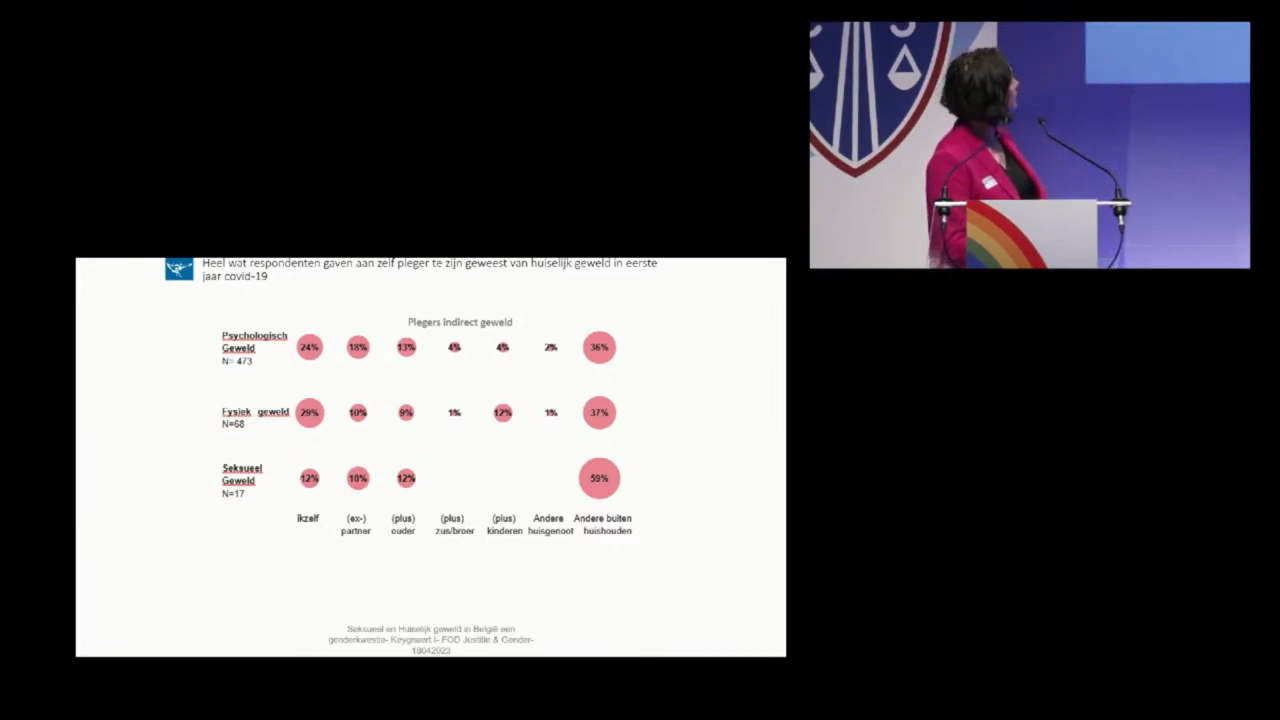 Heel wat respondenten gaven aan zelf pleger te zijn geweest van huiselijk geweld in eerste
jaar covid-19
Plegers indirect geweld
Psychologisch
Geweld
N= 473
24% 18% 13% 4% 4% 2% 36%
Fysiek geweld
N=68
29% 10% 9% 1% 12% 1% 37%
Seksueel
Geweld
N=17
12% 18% 12% 59%
ikzelf (ex-) (plus) (plus) (plus) Andere Andere buiten
partner ouder zus/broer kinderen huisgenoot huishouden
Seksueel en Huiselijk geweld in België een
genderkwestie- Keygnaert I- FOD Justitie & Gender-
18042023